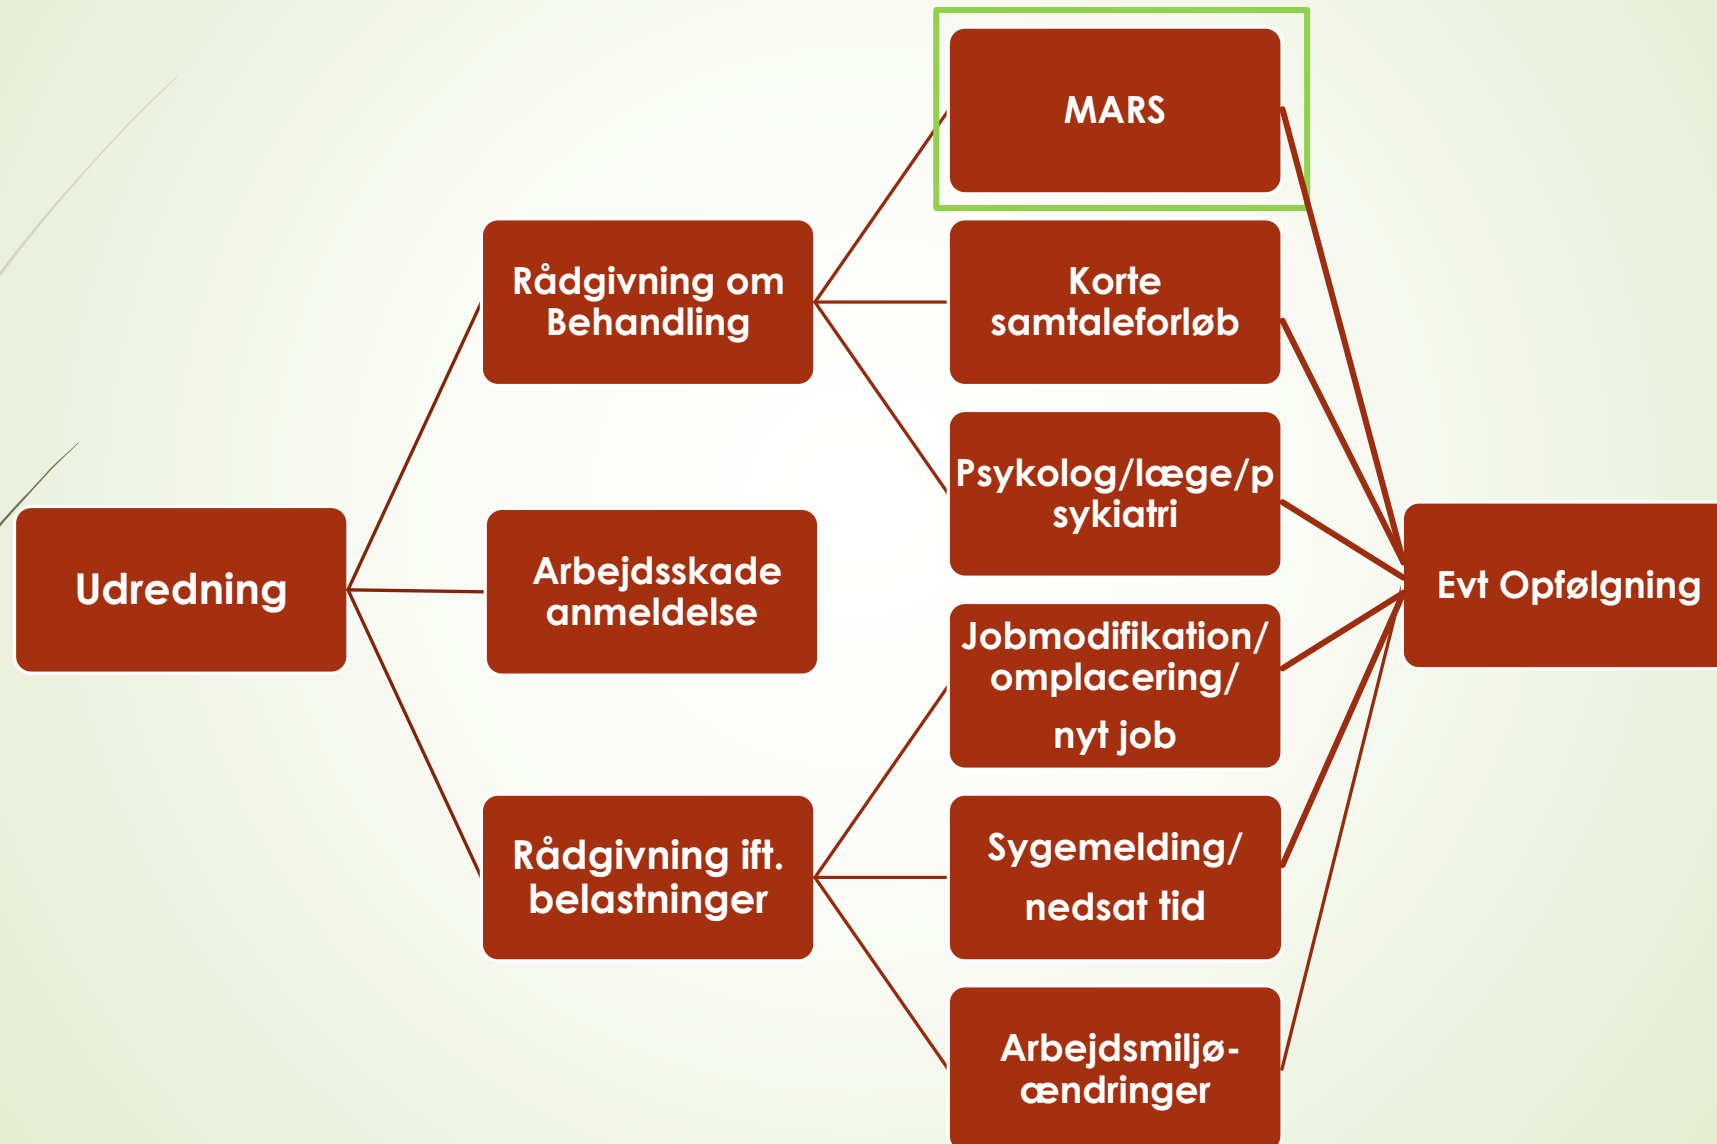 MARS
Rådgivning om
Behandling
Korte
samtaleforløb
Psykolog/læge/p
sykiatri
Udredning
Arbejdsskade
anmeldelse
Evt Opfølgning
Jobmodifikation/
omplacering/
nyt job
Rådgivning ift.
belastninger
Sygemelding/
nedsat tid
Arbejdsmiljø-
ændringer